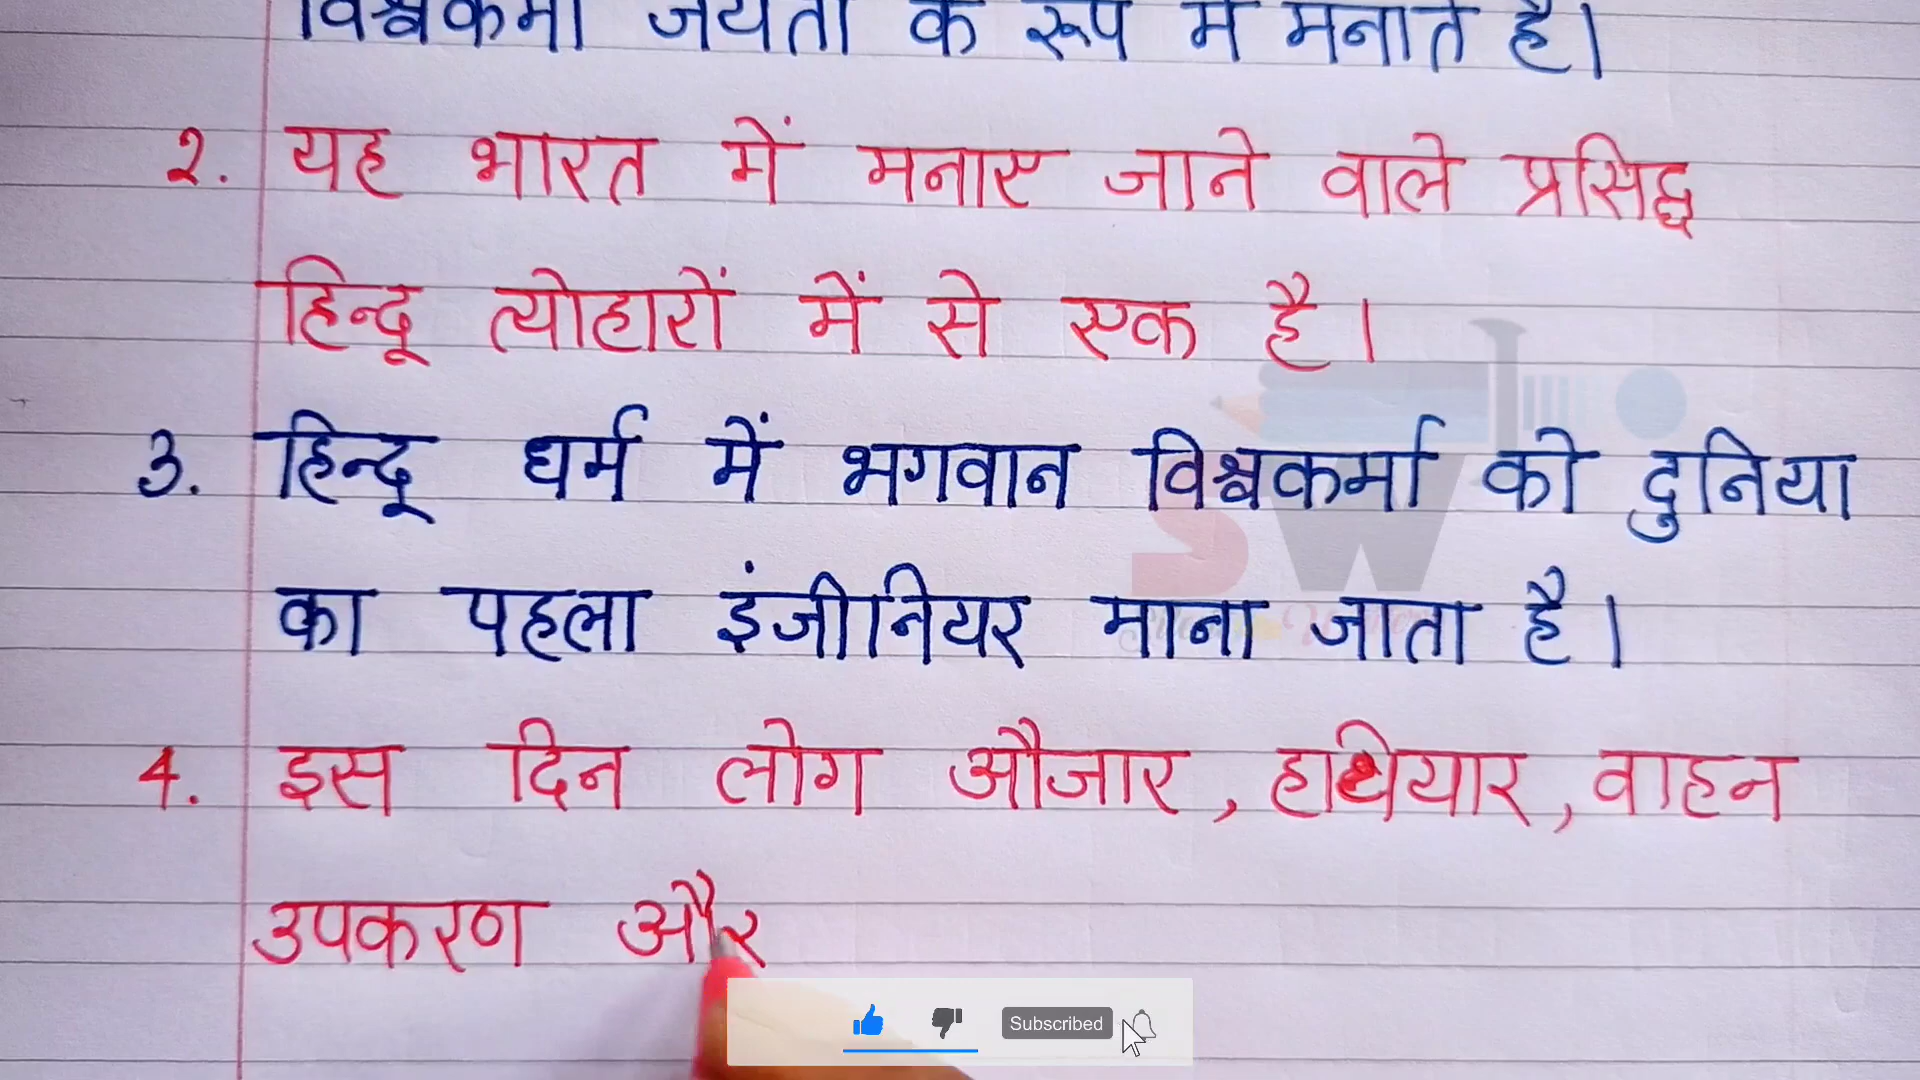 विश्वकर्मा जयंती के रूप में मनाते हैं।
२. यह भारत में मनाए जाने वाले प्रसिद्ध
हिन्दू त्योहारों में से एक है।
3. हिन्दू धर्म में भगवान विश्वकर्मा को दुनिया
का पहला इंजीनियर माना जाता है।
4. इस दिन लोग औजार, हथियार, वाहन
उपकरण और
Subscribed